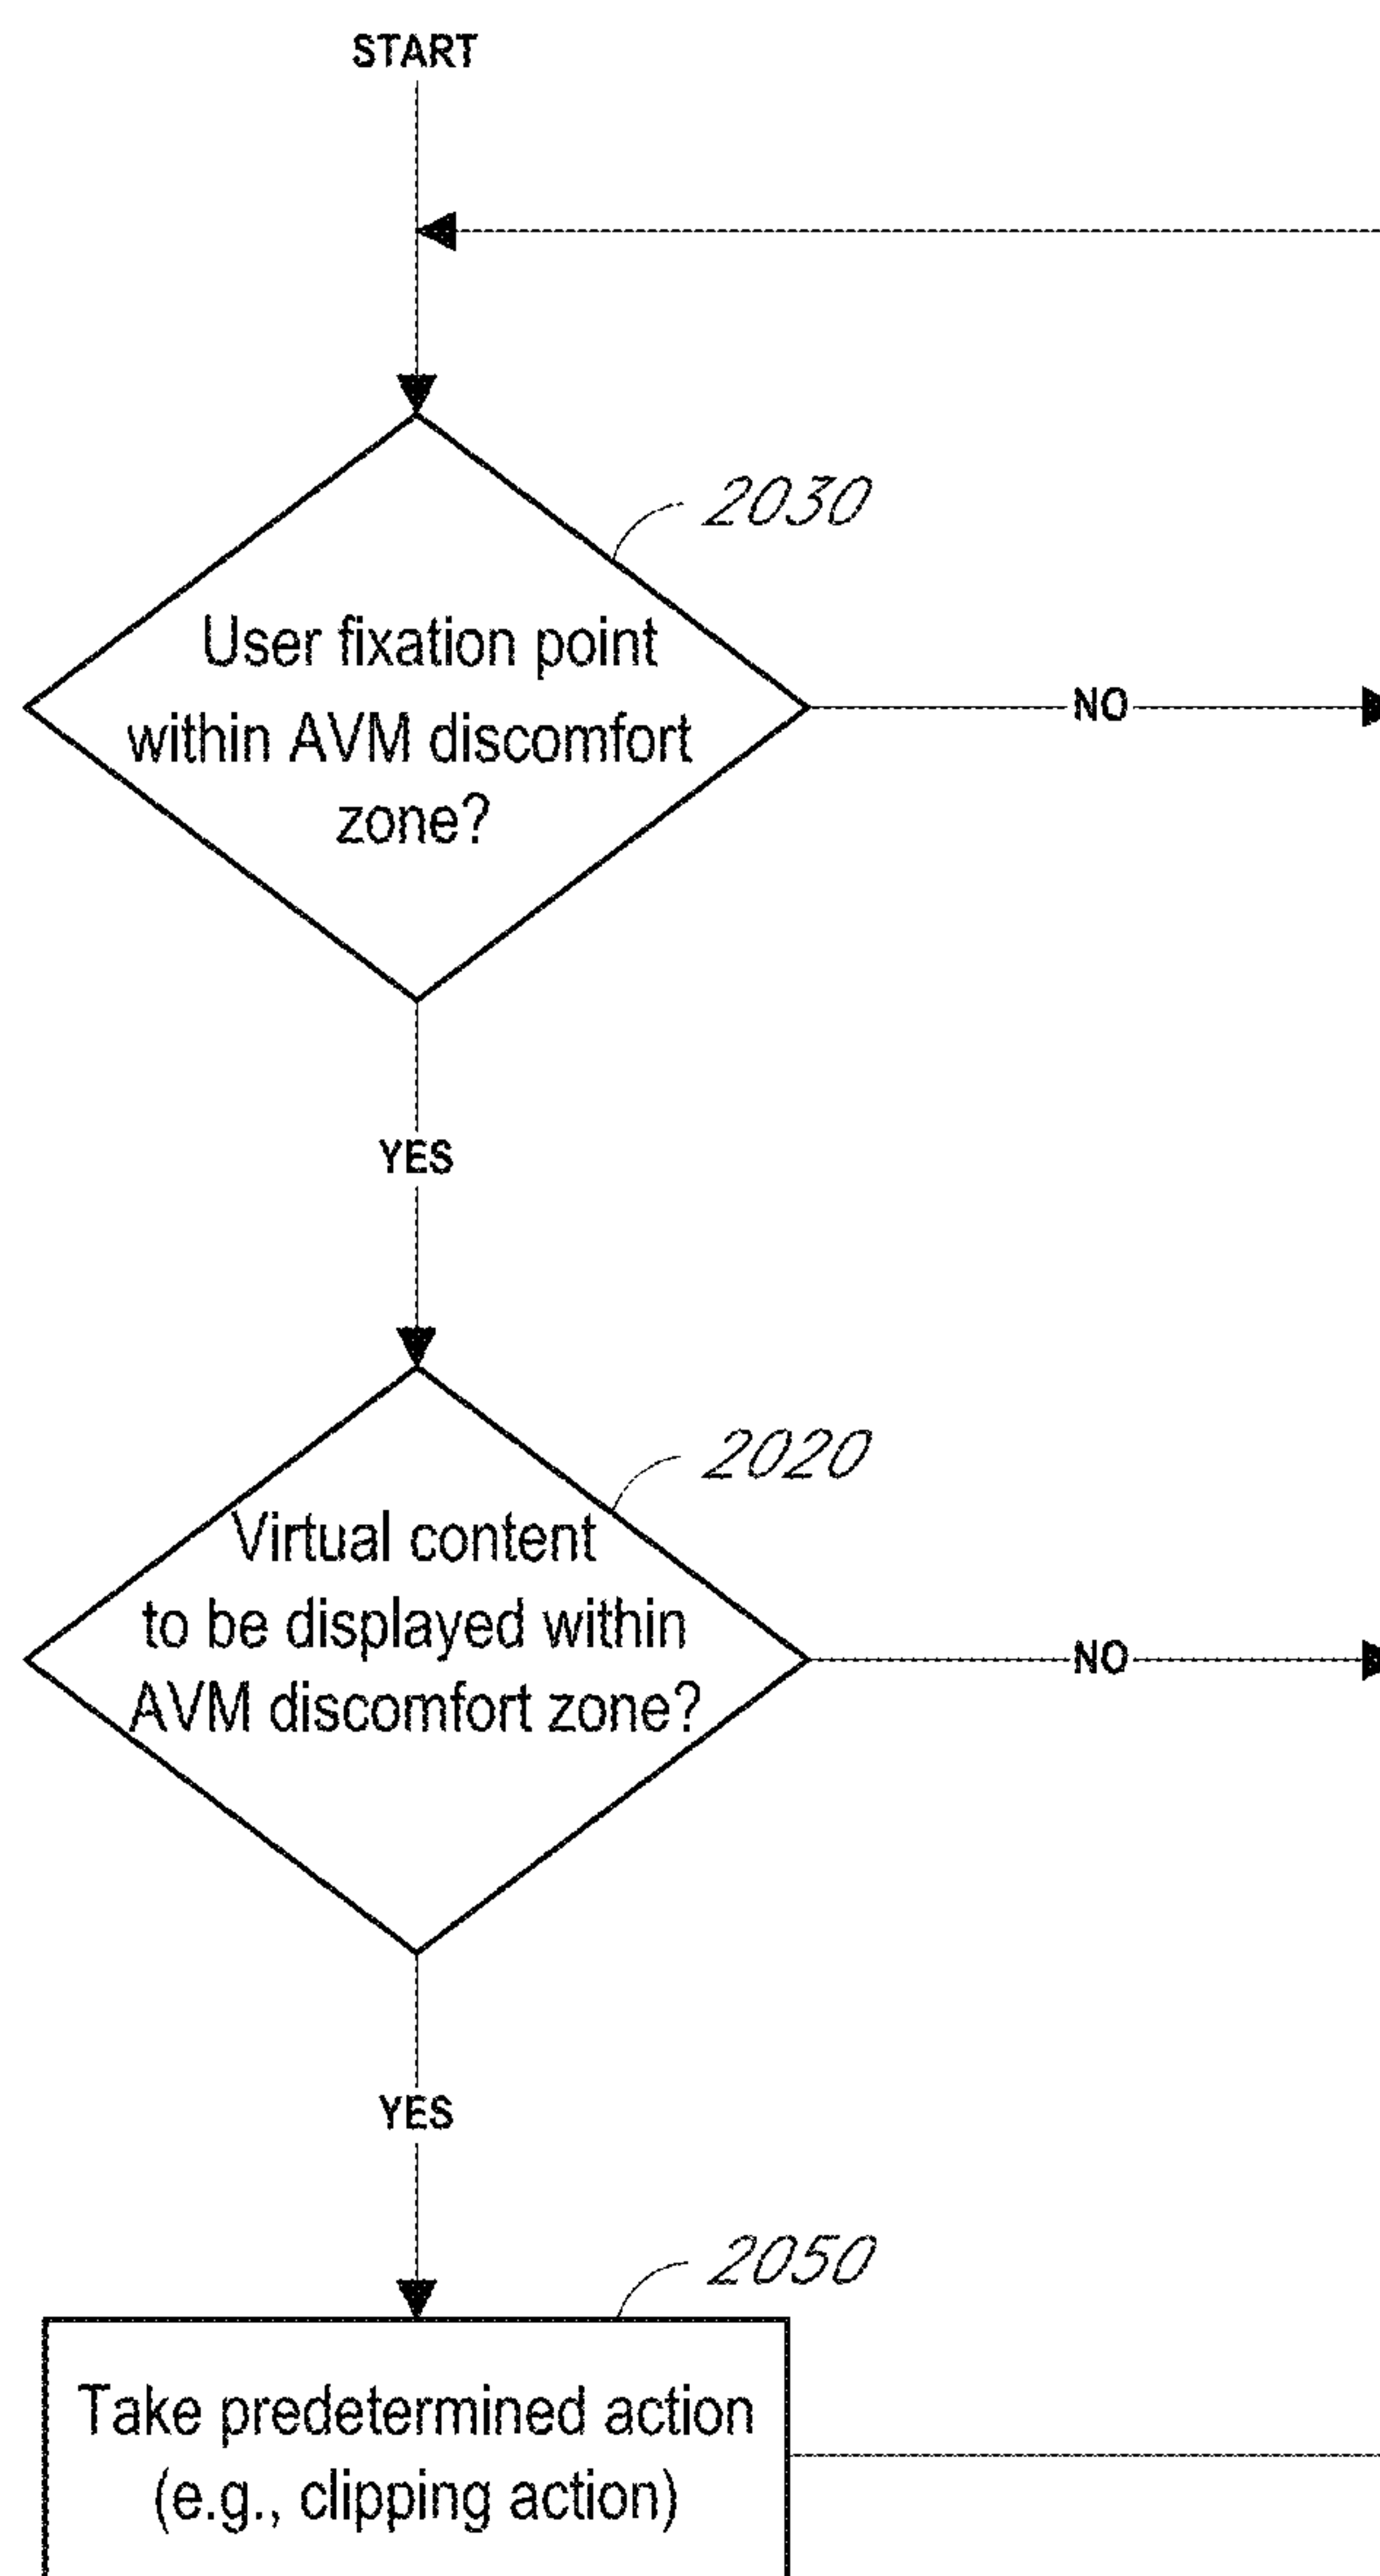 START
2030
User fixation point
within AVM discomfort
zone?
NO
YES
2020
Virtual content
to be displayed within
AVM discomfort zone?
NO
YES
2050
Take predetermined action
(e.g., clipping action)